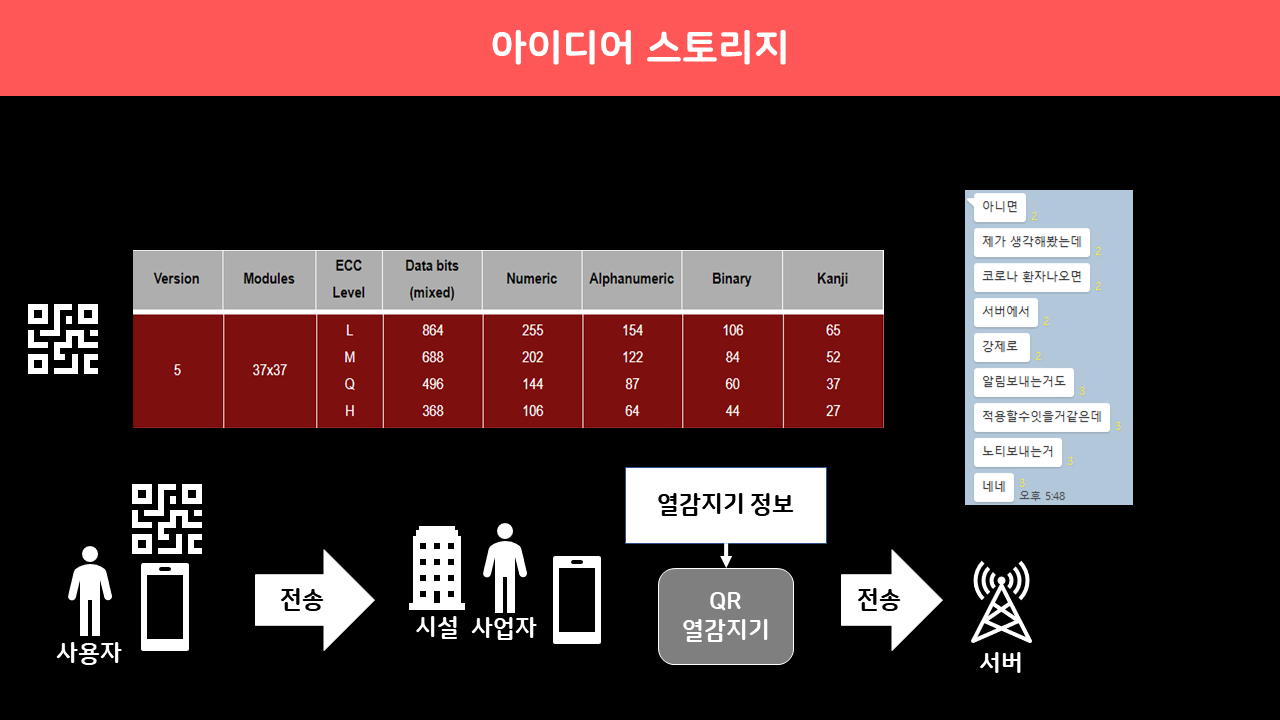 아이디어 스토리지
Version Modules ECC Level Data bits (mixed) Numeric Alphanumeric Binary Kanji
5 37x37
L 864 255 154 106 65
M 688 202 122 84 52
Q 496 144 87 60 37
H 368 106 64 44 27
아니면 2
제가 생각해봤는데 2
코로나 환자나오면 2
서버에서 2
강제로 2
알림보내는거도 3
적용할수잇을거같은데 3
노티보내는거 3
네네 3
오후 5:48
사용자
전송
시설 사업자
열감지기 정보
QR
열감지기
전송
서버